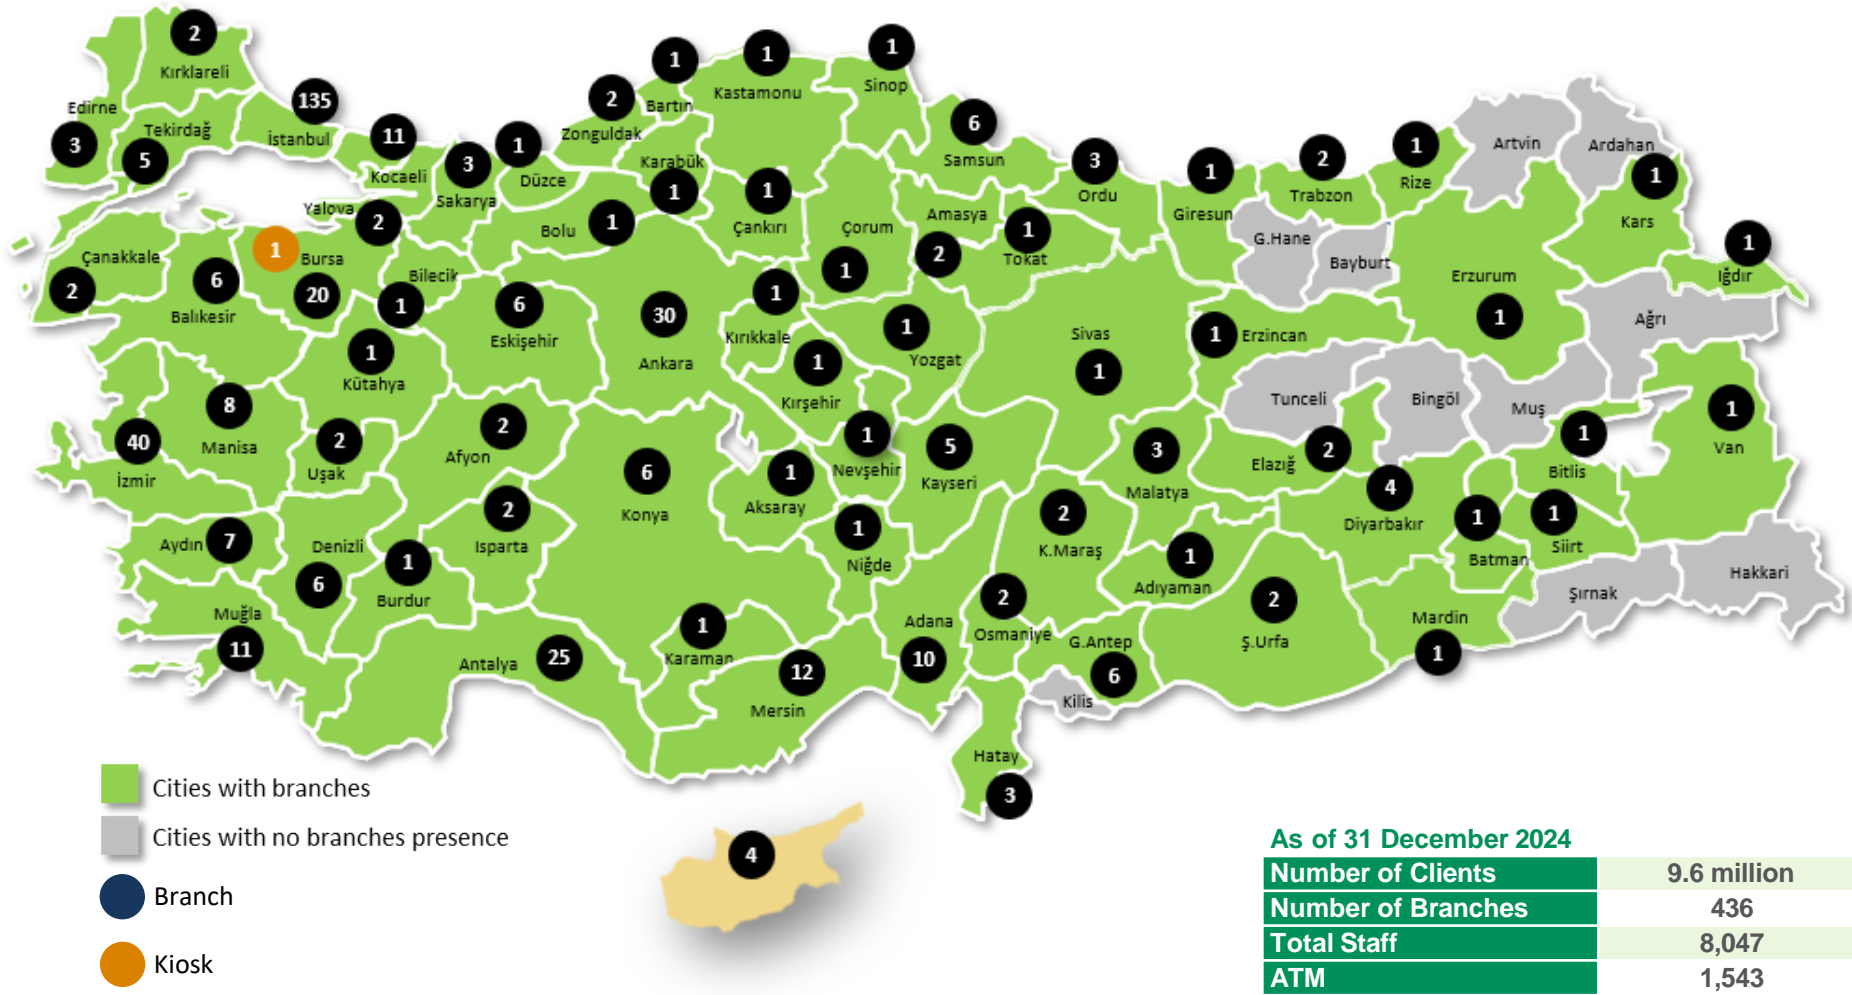 2
Kırklareli
Edirne
3
Tekirdağ
5
135
İstanbul
11
Kocaeli
3
Sakarya
1
Düzce
2
Zonguldak
1
Bartın
Karabük
1
1
Kastamonu
1
Sinop
6
Samsun
3
Ordu
1
Giresun
2
Trabzon
1
Rize
Artvin
Ardahan
1
Kars
1
Iğdır
Yalova
2
Bolu
1
1
Çankırı
Çorum
1
Amasya
2
1
Tokat
G.Hane
Bayburt
Erzurum
1
Ağrı
Çanakkale
2
6
Balıkesir
1
Bursa
20
Bilecik
1
6
Eskişehir
30
Ankara
1
Kırıkkale
1
Yozgat
Sivas
1
1
Erzincan
1
Kütahya
1
Kırşehir
Tunceli
Bingöl
Muş
1
Van
8
Manisa
40
İzmir
2
Uşak
2
Afyon
6
Konya
1
Aksaray
1
Nevşehir
5
Kayseri
3
Malatya
Elazığ
2
1
Bitlis
4
Diyarbakır
1
Batman
1
Siirt
Aydın
7
Denizli
6
1
Burdur
2
Isparta
1
Niğde
2
K.Maraş
1
Adıyaman
2
Ş.Urfa
Mardin
1
Şırnak
Hakkari
Muğla
11
Antalya
25
1
Karaman
12
Mersin
Adana
10
2
Osmaniye
G.Antep
6
Kilis
Hatay
3
4
Cities with branches
Cities with no branches presence
Branch
Kiosk
As of 31 December 2024
Number of Clients 9.6 million
Number of Branches 436
Total Staff 8,047
ATM 1,543